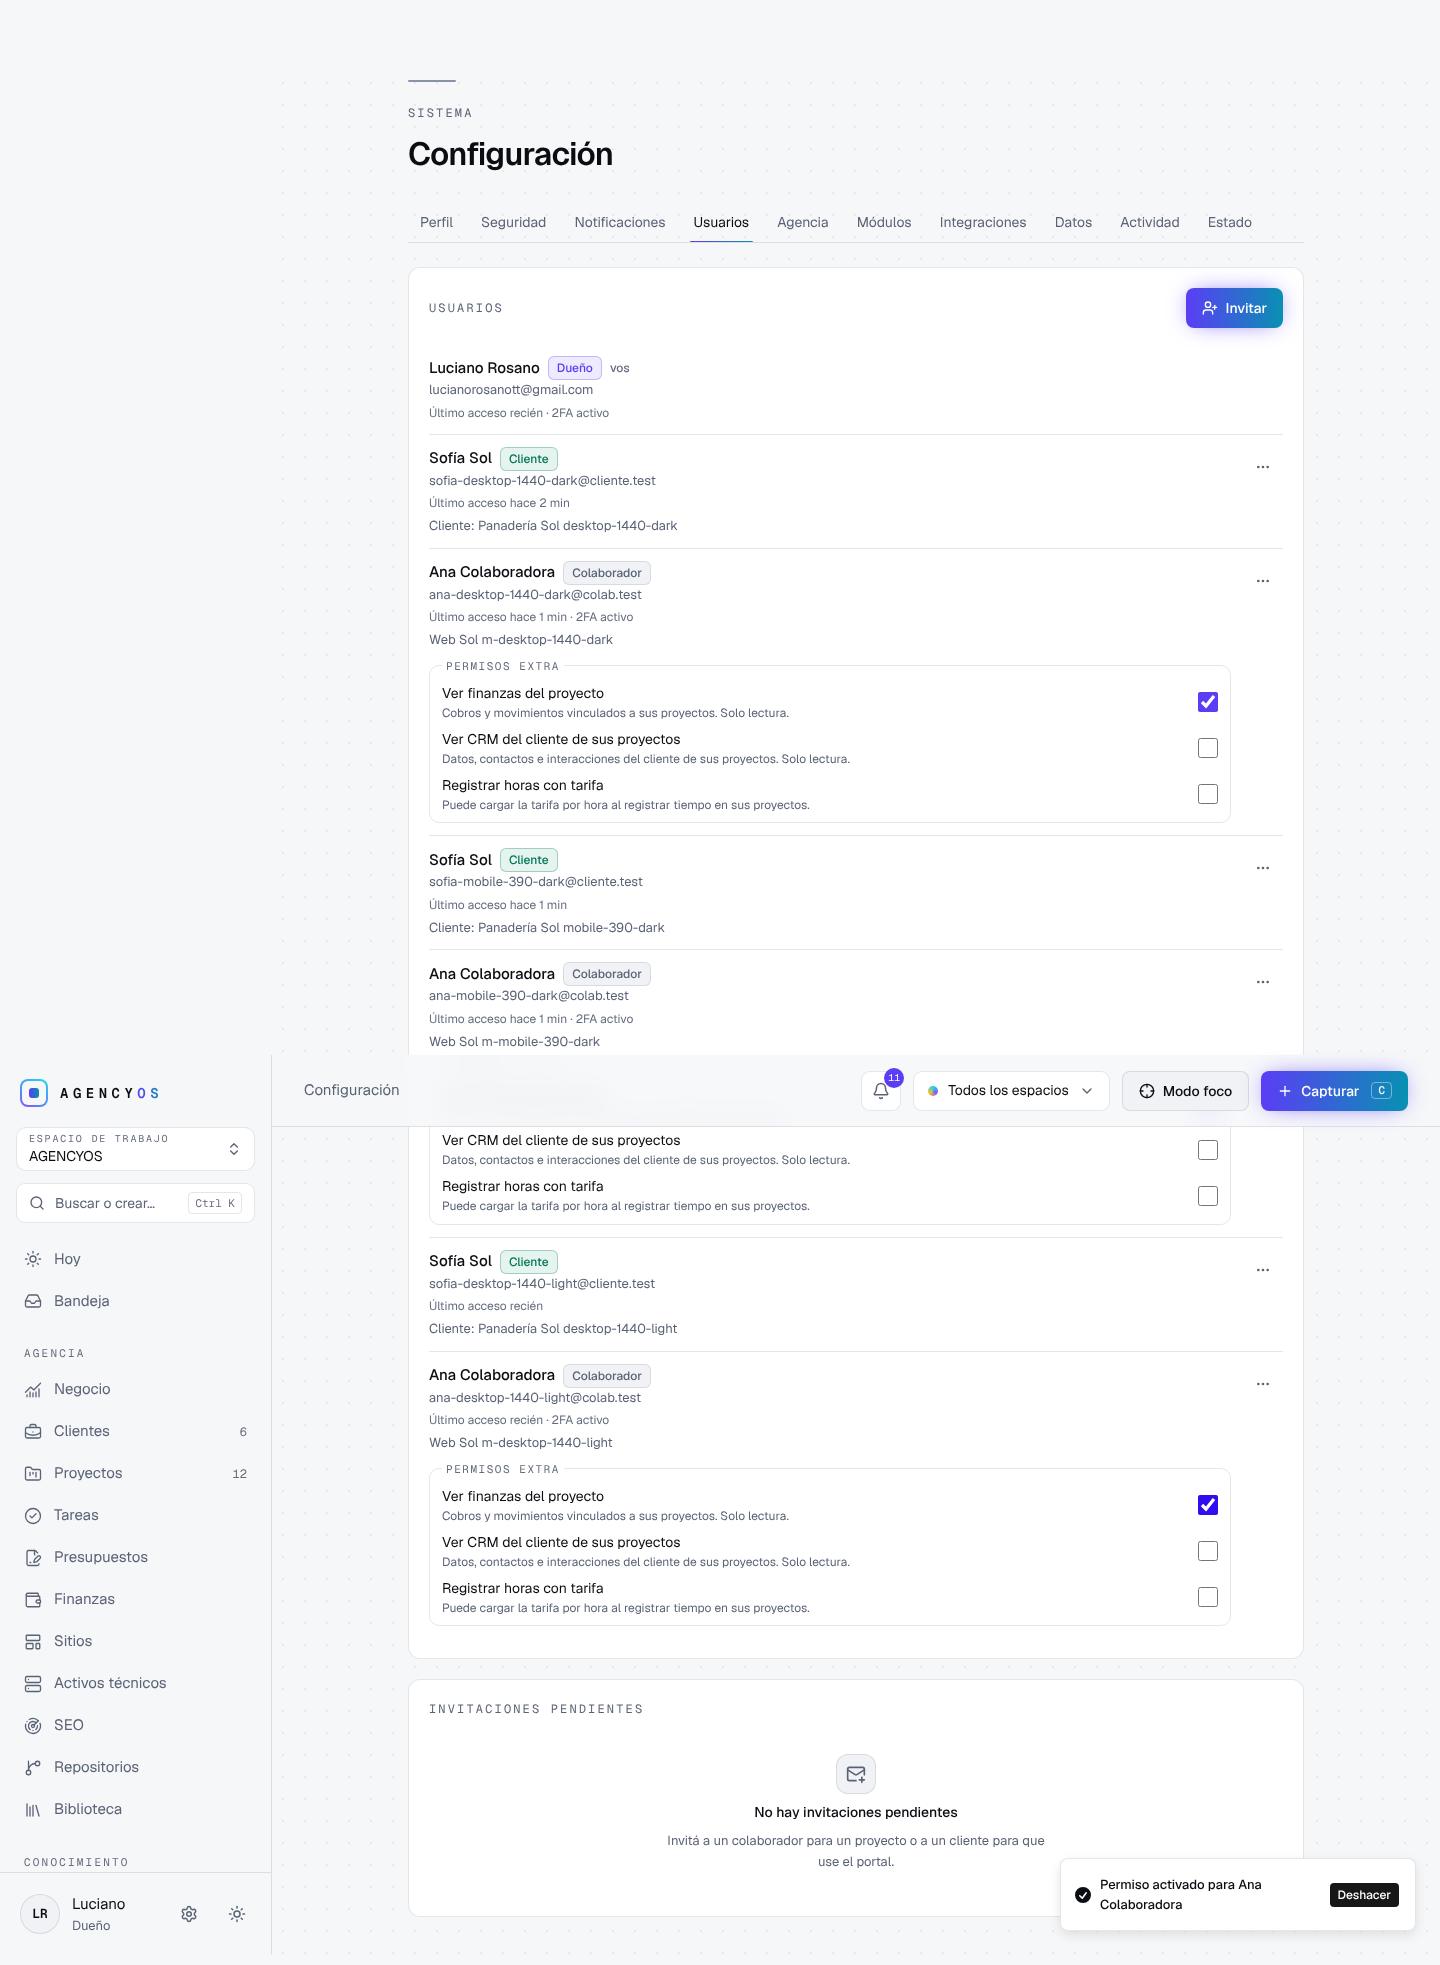 SISTEMA
Configuración
Perfil Seguridad Notificaciones Usuarios Agencia Módulos Integraciones Datos Actividad Estado
USUARIOS
Invitar
Luciano Rosano Dueño vos
lucianorosanott@gmail.com
Último acceso recién · 2FA activo
Sofía Sol Cliente
sofia-desktop-1440-dark@cliente.test
Último acceso hace 2 min
Cliente: Panadería Sol desktop-1440-dark
Ana Colaboradora Colaborador
ana-desktop-1440-dark@colab.test
Último acceso hace 1 min · 2FA activo
Web Sol m-desktop-1440-dark
PERMISOS EXTRA
Ver finanzas del proyecto
Cobros y movimientos vinculados a sus proyectos. Solo lectura.
Ver CRM del cliente de sus proyectos
Datos, contactos e interacciones del cliente de sus proyectos. Solo lectura.
Registrar horas con tarifa
Puede cargar la tarifa por hora al registrar tiempo en sus proyectos.
Sofía Sol Cliente
sofia-mobile-390-dark@cliente.test
Último acceso hace 1 min
Cliente: Panadería Sol mobile-390-dark
Ana Colaboradora Colaborador
ana-mobile-390-dark@colab.test
Último acceso hace 1 min · 2FA activo
Web Sol m-mobile-390-dark
Configuración
11
Todos los espacios
Modo foco
Capturar C
Ver CRM del cliente de sus proyectos
Datos, contactos e interacciones del cliente de sus proyectos. Solo lectura.
Registrar horas con tarifa
Puede cargar la tarifa por hora al registrar tiempo en sus proyectos.
Sofía Sol Cliente
sofia-desktop-1440-light@cliente.test
Último acceso recién
Cliente: Panadería Sol desktop-1440-light
Ana Colaboradora Colaborador
ana-desktop-1440-light@colab.test
Último acceso recién · 2FA activo
Web Sol m-desktop-1440-light
PERMISOS EXTRA
Ver finanzas del proyecto
Cobros y movimientos vinculados a sus proyectos. Solo lectura.
Ver CRM del cliente de sus proyectos
Datos, contactos e interacciones del cliente de sus proyectos. Solo lectura.
Registrar horas con tarifa
Puede cargar la tarifa por hora al registrar tiempo en sus proyectos.
INVITACIONES PENDIENTES
No hay invitaciones pendientes
Invitá a un colaborador para un proyecto o a un cliente para que
use el portal.
AGENCYOS
ESPACIO DE TRABAJO
AGENCYOS
Buscar o crear... Ctrl K
Hoy
Bandeja
AGENCIA
Negocio
Clientes 6
Proyectos 12
Tareas
Presupuestos
Finanzas
Sitios
Activos técnicos
SEO
Repositorios
Biblioteca
CONOCIMIENTO
LR
Luciano
Dueño
Permiso activado para Ana
Colaboradora
Deshacer